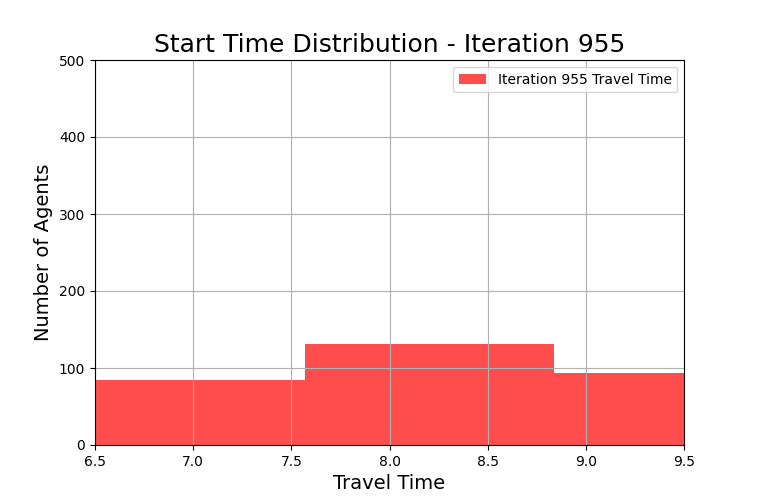 Start Time Distribution - Iteration 955
Iteration 955 Travel Time
Number of Agents
500
400
300
200
100
0
6.5 7.0 7.5 8.0 8.5 9.0 9.5
Travel Time